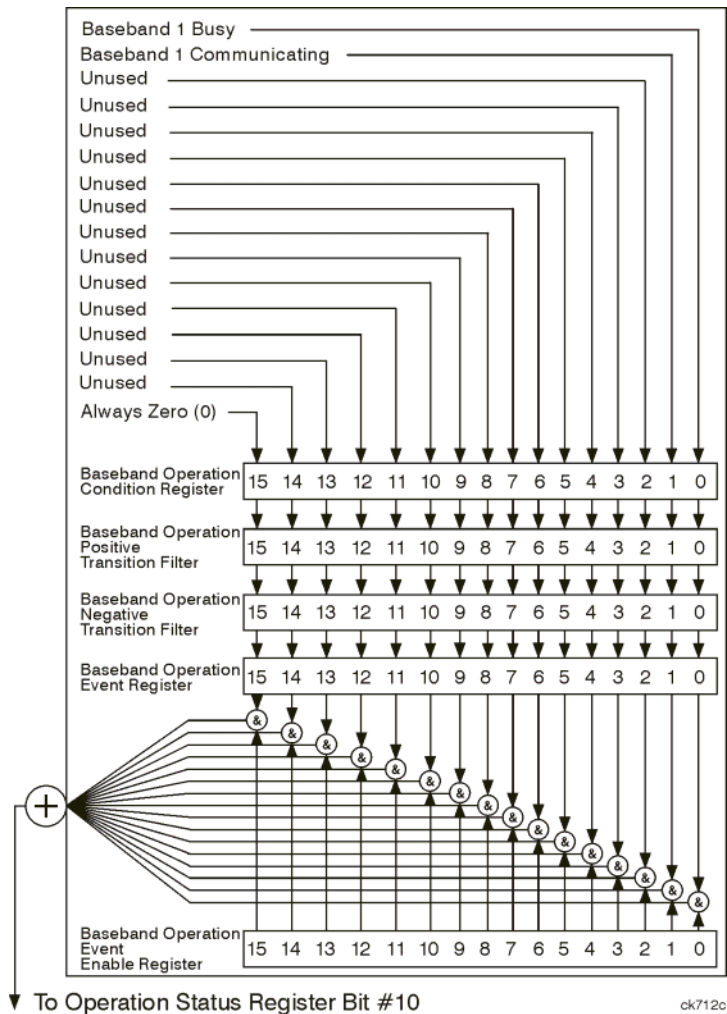 Baseband 1 Busy
Baseband 1 Communicating
Unused
Unused
Unused
Unused
Unused
Unused
Unused
Unused
Unused
Unused
Unused
Unused
Unused
Always Zero (0)
Baseband Operation
Condition Register
15 14 13 12 11 10 9 8 7 6 5 4 3 2 1 0
Baseband Operation
Positive
Transition Filter
15 14 13 12 11 10 9 8 7 6 5 4 3 2 1 0
Baseband Operation
Negative
Transition Filter
15 14 13 12 11 10 9 8 7 6 5 4 3 2 1 0
Baseband Operation
Event Register
15 14 13 12 11 10 9 8 7 6 5 4 3 2 1 0
& & & & & & & & & & & & & & & &
+
Baseband Operation
Event
Enable Register
15 14 13 12 11 10 9 8 7 6 5 4 3 2 1 0
To Operation Status Register Bit #10
ck712c